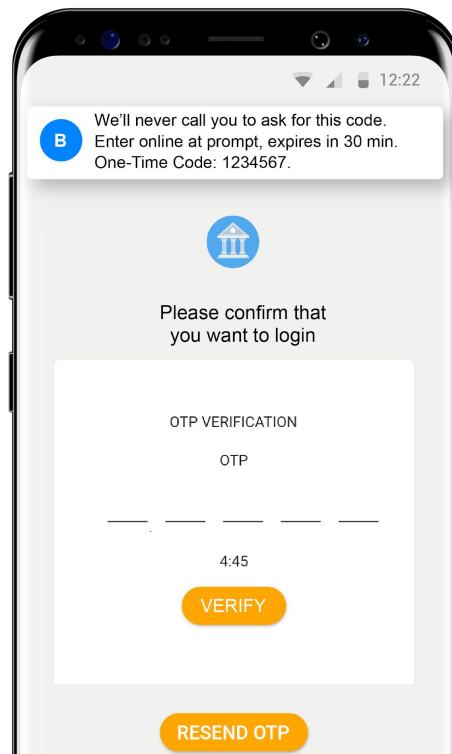 12:22
B
We'll never call you to ask for this code.
Enter online at prompt, expires in 30 min.
One-Time Code: 1234567.
Please confirm that
you want to login
OTP VERIFICATION
OTP
4:45
VERIFY
RESEND OTP